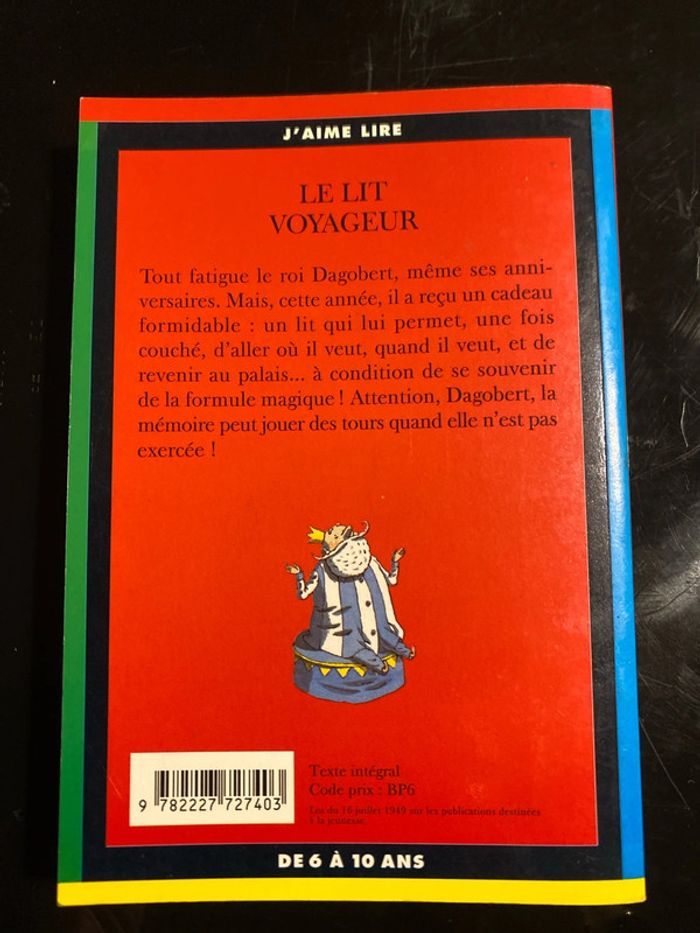 J'AIME LIRE
LE LIT
VOYAGEUR
Tout fatigue le roi Dagobert, même ses anni-
versaires. Mais, cette année, il a reçu un cadeau
formidable : un lit qui lui permet, une fois
couché, d'aller où il veut, quand il veut, et de
revenir au palais... à condition de se souvenir
de la formule magique ! Attention, Dagobert, la
mémoire peut jouer des tours quand elle n'est pas
exercée !
Texte intégral
Code prix : BP6
Loi du 16 juillet 1949 sur les publications destinées
à la jeunesse.
9 782227 727403
DE 6 À 10 ANS